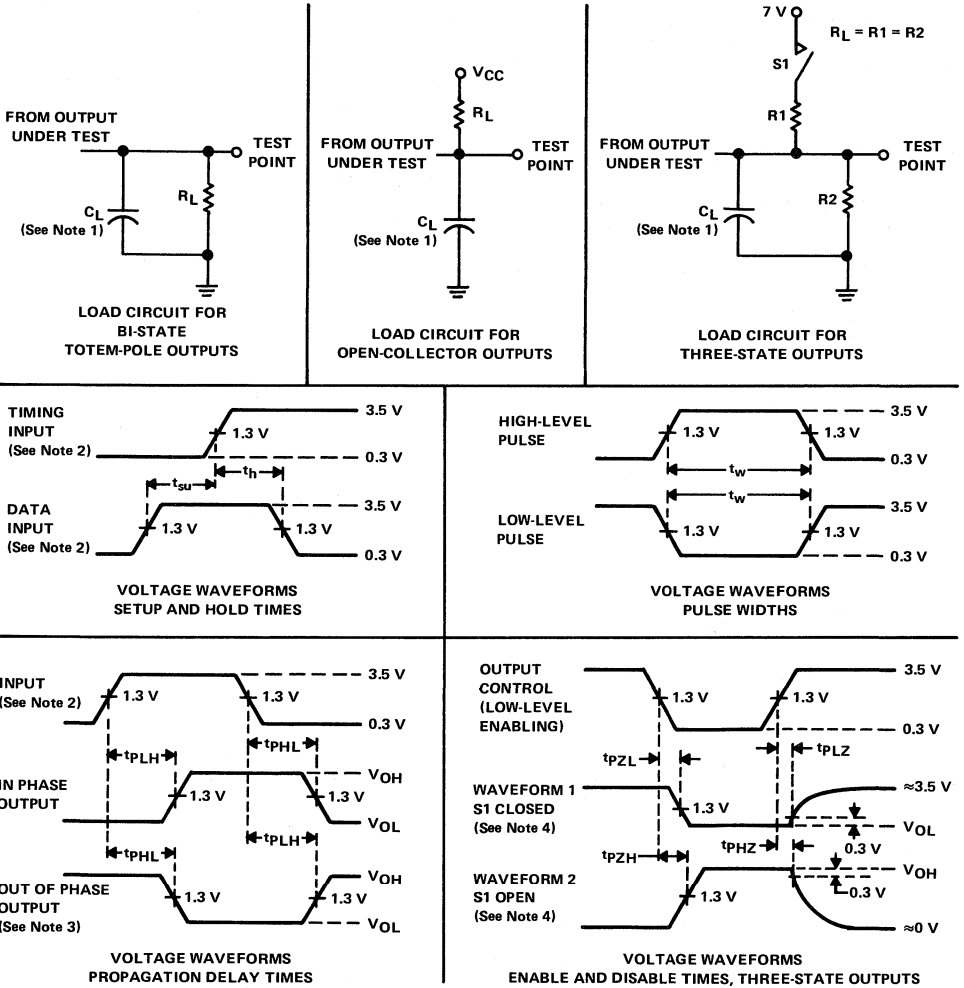 FROM OUTPUT
UNDER TEST
TEST
POINT
RL
CL
(See Note 1)
LOAD CIRCUIT FOR
BI-STATE
TOTEM-POLE OUTPUTS
VCC
RL
FROM OUTPUT
UNDER TEST
TEST
POINT
CL
(See Note 1)
LOAD CIRCUIT FOR
OPEN-COLLECTOR OUTPUTS
7 V
RL = R1 = R2
S1
R1
FROM OUTPUT
UNDER TEST
TEST
POINT
CL
(See Note 1)
R2
LOAD CIRCUIT FOR
THREE-STATE OUTPUTS
TIMING
INPUT
(See Note 2)
3.5 V
1.3 V
0.3 V
th
tsu
DATA
INPUT
(See Note 2)
3.5 V
1.3 V
1.3 V
0.3 V
VOLTAGE WAVEFORMS
SETUP AND HOLD TIMES
HIGH-LEVEL
PULSE
3.5 V
1.3 V
1.3 V
0.3 V
tw
tw
LOW-LEVEL
PULSE
3.5 V
1.3 V
1.3 V
0.3 V
VOLTAGE WAVEFORMS
PULSE WIDTHS
INPUT
(See Note 2)
3.5 V
1.3 V
1.3 V
0.3 V
tPLH
tPHL
IN PHASE
OUTPUT
VOH
1.3 V
1.3 V
VOL
tPHL
tPLH
OUT OF PHASE
OUTPUT
(See Note 3)
VOH
1.3 V
1.3 V
VOL
VOLTAGE WAVEFORMS
PROPAGATION DELAY TIMES
OUTPUT
CONTROL
(LOW-LEVEL
ENABLING)
3.5 V
1.3 V
1.3 V
0.3 V
tPZL
tPLZ
WAVEFORM 1
S1 CLOSED
(See Note 4)
≈3.5 V
1.3 V
VOL
0.3 V
tPZH
tPHZ
WAVEFORM 2
S1 OPEN
(See Note 4)
VOH
0.3 V
1.3 V
≈0 V
VOLTAGE WAVEFORMS
ENABLE AND DISABLE TIMES, THREE-STATE OUTPUTS